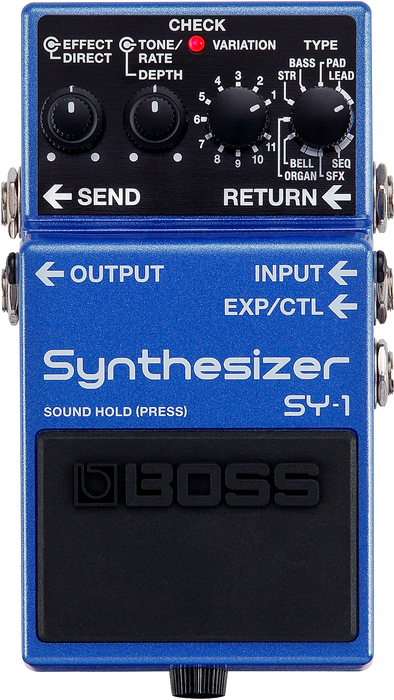 CHECK
EFFECT
DIRECT
TONE/
RATE
DEPTH
VARIATION
TYPE
1
2
3
4
5
6
7
8
9
10
11
BASS
PAD
STR
LEAD
BELL
SEQ
ORGAN
SFX
← SEND
RETURN ←
← OUTPUT
INPUT ←
EXP/CTL ←
Synthesizer
SOUND HOLD (PRESS)
SY-1
BOSS